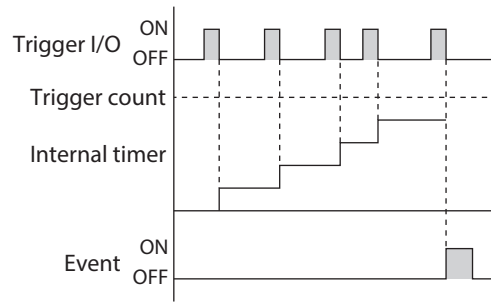 ON
Trigger I/O
OFF
Trigger count
Internal timer
ON
Event
OFF